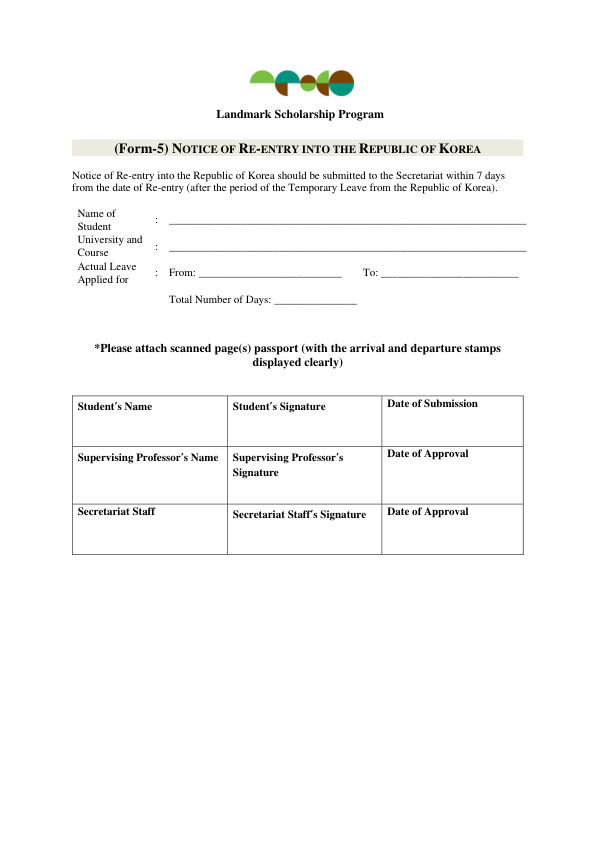 Landmark Scholarship Program
(Form-5) NOTICE OF RE-ENTRY INTO THE REPUBLIC OF KOREA
Notice of Re-entry into the Republic of Korea should be submitted to the Secretariat within 7 days
from the date of Re-entry (after the period of the Temporary Leave from the Republic of Korea).
Name of
Student : ____________________
University and
Course : ____________________
Actual Leave
Applied for : From: ____________________ To: ____________________
Total Number of Days: _______________
*Please attach scanned page(s) passport (with the arrival and departure stamps
displayed clearly)
Student′s Name Student′s Signature Date of Submission
Supervising Professor′s Name Supervising Professor′s
Signature Date of Approval
Secretariat Staff Secretariat Staff′s Signature Date of Approval